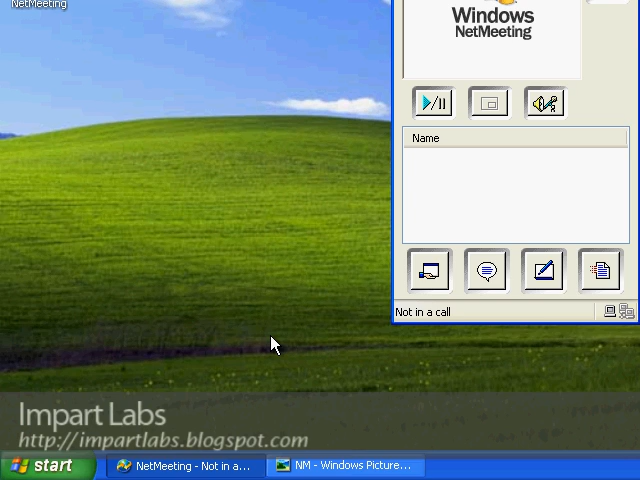 NetMeeting
Windows
NetMeeting
Name
Not in a call
Impart Labs
http://impartlabs.blogspot.com
start
NetMeeting - Not in a...
NM - Windows Picture...